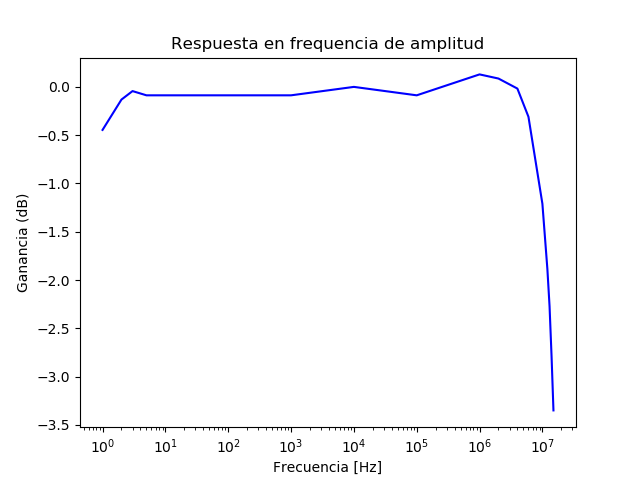 Respuesta en frequencia de amplitud
Ganancia (dB)
0.0
−0.5
−1.0
−1.5
−2.0
−2.5
−3.0
−3.5
10⁰ 10¹ 10² 10³ 10⁴ 10⁵ 10⁶ 10⁷
Frecuencia [Hz]